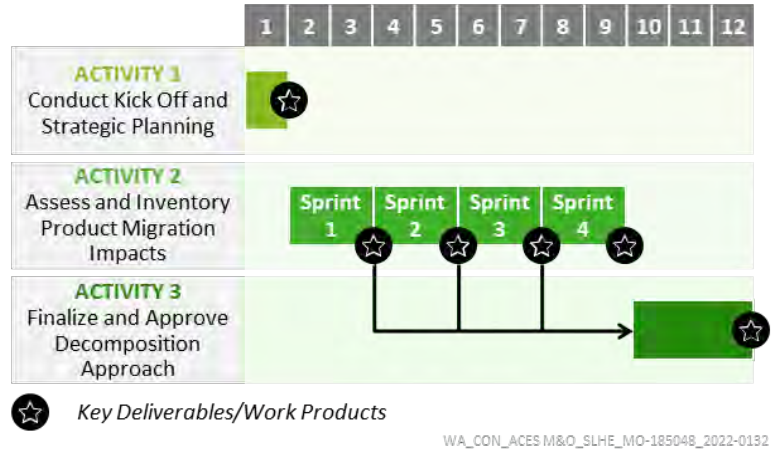 1 2 3 4 5 6 7 8 9 10 11 12
ACTIVITY 1
Conduct Kick Off and
Strategic Planning
ACTIVITY 2
Assess and Inventory
Product Migration
Impacts
Sprint Sprint Sprint Sprint
1 2 3 4
ACTIVITY 3
Finalize and Approve
Decomposition
Approach
Key Deliverables/Work Products
WA_CON_ACES M&O_SLHE_MO-185048_2022-0132